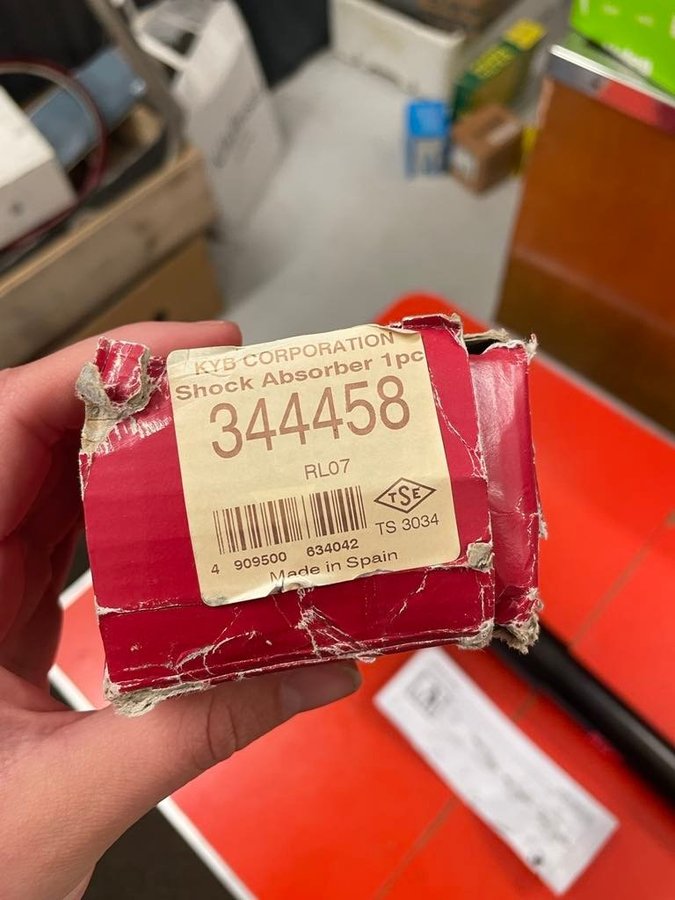 KYB CORPORATION
Shock Absorber 1pc
344458
RL07
TSE
TS 3034
4 909500 634042
Made in Spain